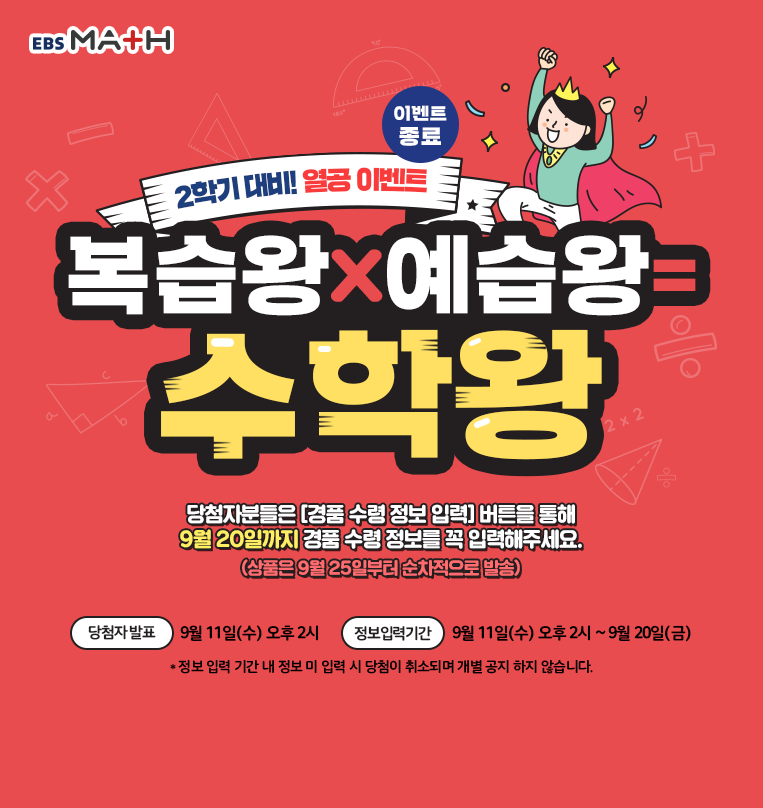 EBS MATH
이벤트
종료
2학기 대비! 열공 이벤트
복습왕×예습왕=
수학왕
2 x 2
당첨자분들은 [경품 수령 정보 입력] 버튼을 통해
9월 20일까지 경품 수령 정보를 꼭 입력해주세요.
(상품은 9월 25일부터 순차적으로 발송)
당첨자 발표 9월 11일(수) 오후 2시 정보입력기간 9월 11일(수) 오후 2시 ~ 9월 20일(금)
* 정보 입력 기간 내 정보 미 입력 시 당첨이 취소되며 개별 공지 하지 않습니다.